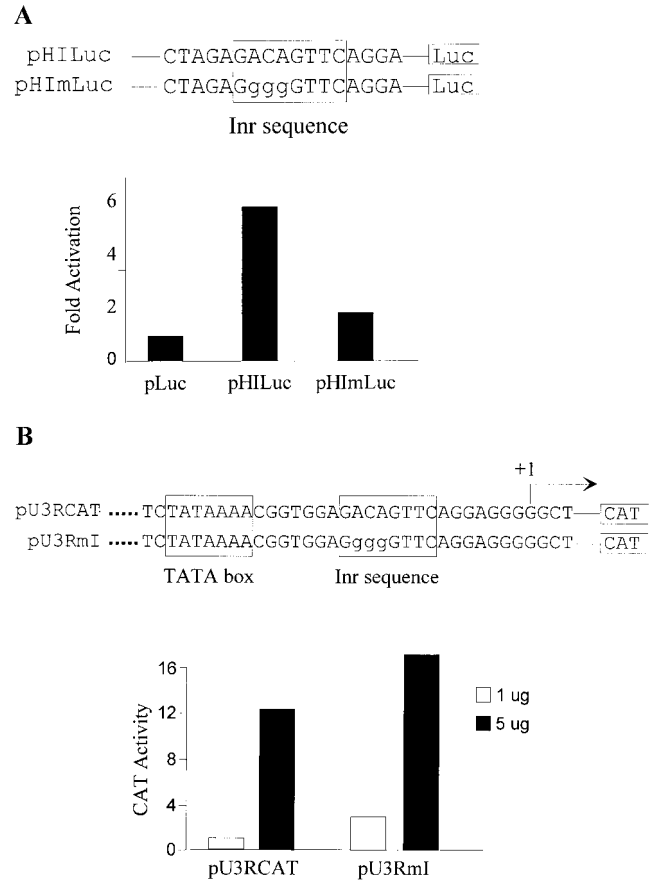 A
pHILuc CTAGAGACAGTTCAGGA Luc
pHImLuc CTAGAGgggGTTCAGGA Luc
Inr sequence
Fold Activation
6
4
2
0
pLuc pHILuc pHImLuc
B
+1
pU3RCAT ..... TCTATAAAACGGTGGAGACAGTTCAGGAGGGGGCT CAT
pU3RmI ..... TCTATAAAACGGTGGAGgggGTTCAGGAGGGGGCT CAT
TATA box Inr sequence
CAT Activity
16
12
8
4
0
1 ug
5 ug
pU3RCAT pU3RmI